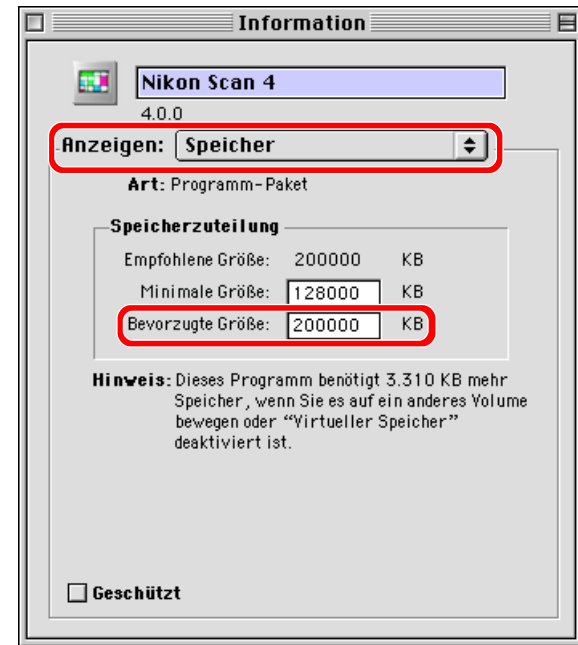 Information
Nikon Scan 4
4.0.0
Anzeigen: Speicher
Art: Programm-Paket
Speicherzuteilung
Empfohlene Größe: 200000 KB
Minimale Größe: 128000 KB
Bevorzugte Größe: 200000 KB
Hinweis: Dieses Programm benötigt 3.310 KB mehr
Speicher, wenn Sie es auf ein anderes Volume
bewegen oder “Virtueller Speicher”
deaktiviert ist.
Geschützt